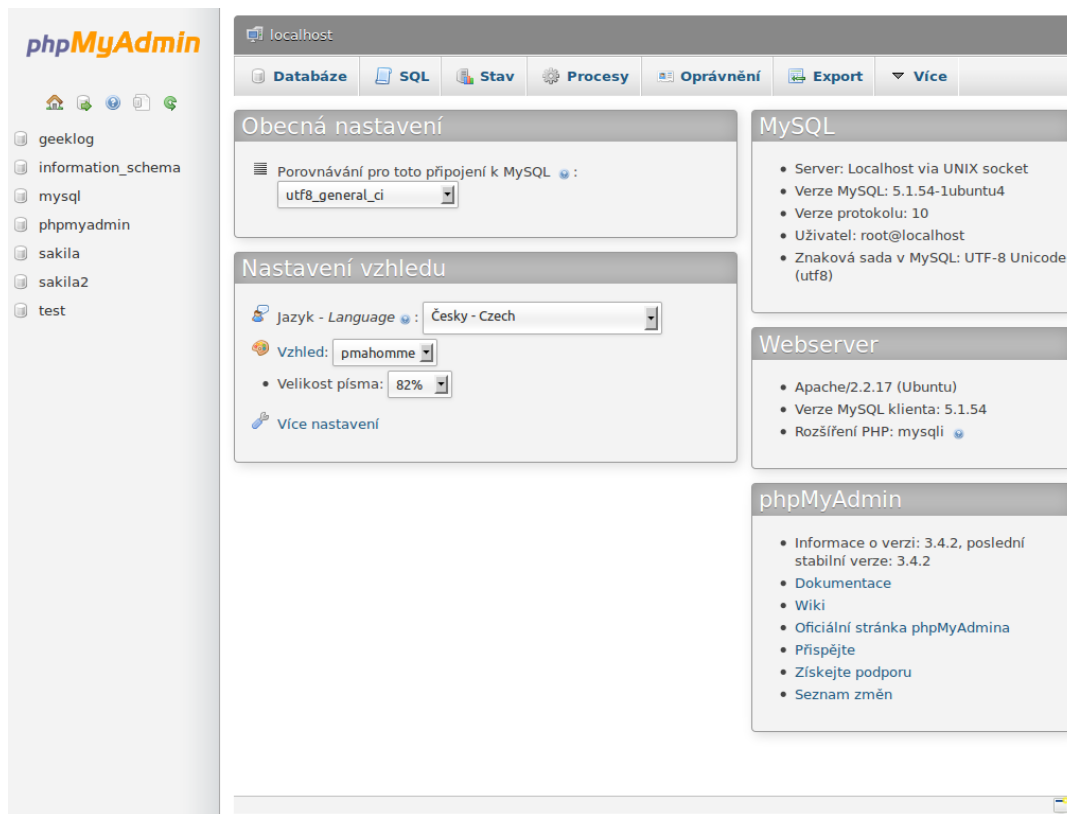 phpMyAdmin
geeklog
information_schema
mysql
phpmyadmin
sakila
sakila2
test
localhost
Databáze
SQL
Stav
Procesy
Oprávnění
Export
Více
Obecná nastavení
Porovnávání pro toto připojení k MySQL :
utf8_general_ci
Nastavení vzhledu
Jazyk - Language : Česky - Czech
Vzhled: pmahomme
Velikost písma: 82%
Více nastavení
MySQL
Server: Localhost via UNIX socket
Verze MySQL: 5.1.54-1ubuntu4
Verze protokolu: 10
Uživatel: root@localhost
Znaková sada v MySQL: UTF-8 Unicode
(utf8)
Webserver
Apache/2.2.17 (Ubuntu)
Verze MySQL klienta: 5.1.54
Rozšíření PHP: mysqli
phpMyAdmin
Informace o verzi: 3.4.2, poslední
stabilní verze: 3.4.2
Dokumentace
Wiki
Oficiální stránka phpMyAdmina
Přispějte
Získejte podporu
Seznam změn